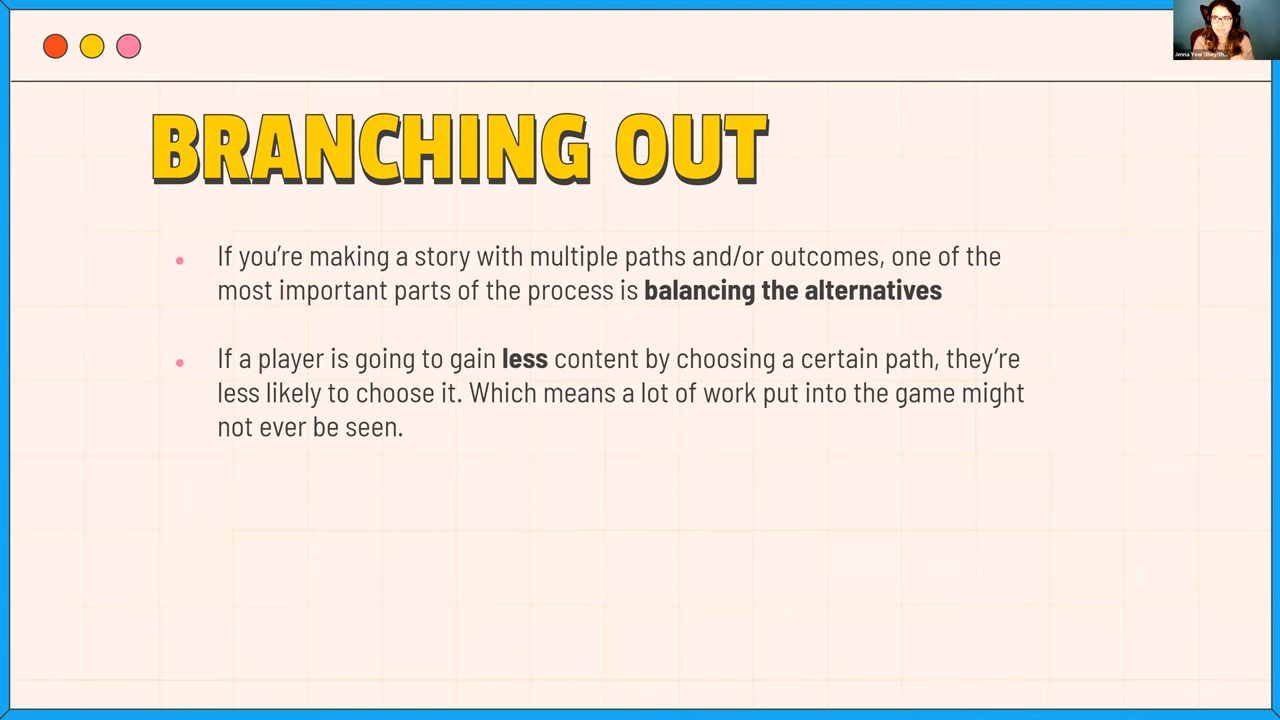 BRANCHING OUT
If you're making a story with multiple paths and/or outcomes, one of the
most important parts of the process is balancing the alternatives
If a player is going to gain less content by choosing a certain path, they're
less likely to choose it. Which means a lot of work put into the game might
not ever be seen.
Jenna